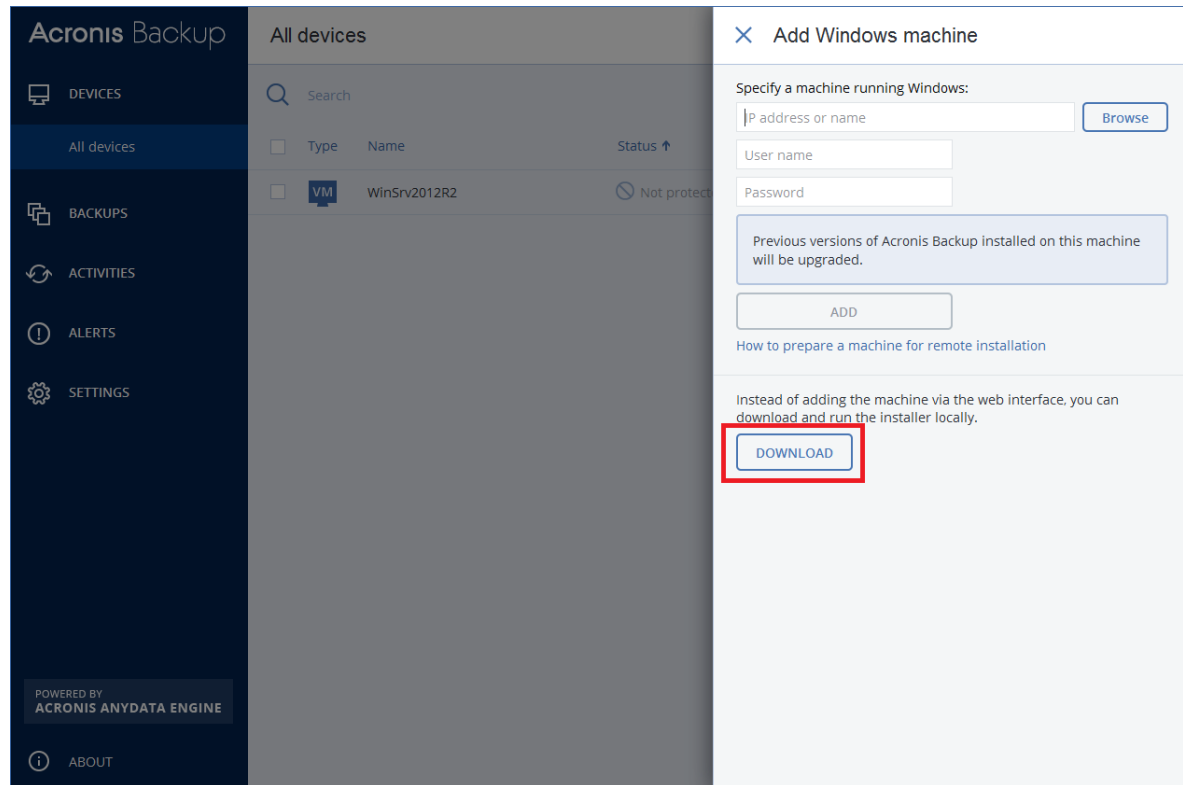 Acronis Backup
DEVICES
All devices
BACKUPS
ACTIVITIES
ALERTS
SETTINGS
POWERED BY
ACRONIS ANYDATA ENGINE
ABOUT
All devices
Search
Type Name Status
VM WinSrv2012R2 Not protect
Add Windows machine
Specify a machine running Windows:
IP address or name Browse
User name
Password
Previous versions of Acronis Backup installed on this machine
will be upgraded.
ADD
How to prepare a machine for remote installation
Instead of adding the machine via the web interface, you can
download and run the installer locally.
DOWNLOAD